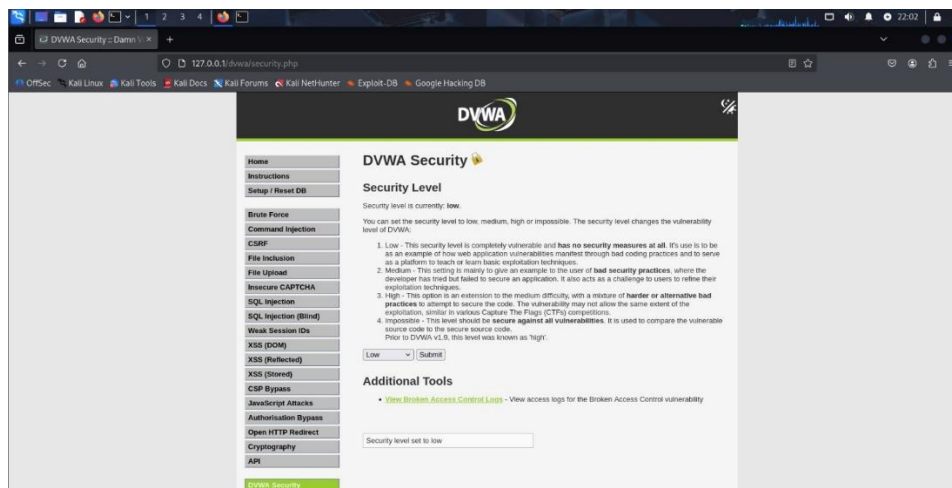 1 2 3 4
22:02
DVWA Security :: Damn V
127.0.0.1/dvwa/security.php
OffSec Kali Linux Kali Tools Kali Docs Kali Forums Kali NetHunter Exploit-DB Google Hacking DB
DVWA
Home
Instructions
Setup / Reset DB
Brute Force
Command Injection
CSRF
File Inclusion
File Upload
Insecure CAPTCHA
SQL Injection
SQL Injection (Blind)
Weak Session IDs
XSS (DOM)
XSS (Reflected)
XSS (Stored)
CSP Bypass
JavaScript Attacks
Authorisation Bypass
Open HTTP Redirect
Cryptography
API
DVWA Security
DVWA Security
Security Level
Security level is currently: low.
You can set the security level to low, medium, high or impossible. The security level changes the vulnerability
level of DVWA:
1. Low - This security level is completely vulnerable and has no security measures at all. It's use is to be
as an example of how web application vulnerabilities manifest through bad coding practices and to serve
as a platform to teach or learn basic exploitation techniques.
2. Medium - This setting is mainly to give an example to the user of bad security practices, where the
developer has tried but failed to secure an application. It also acts as a challenge to users to refine their
exploitation techniques.
3. High - This option is an extension to the medium difficulty, with a mixture of harder or alternative bad
practices to attempt to secure the code. The vulnerability may not allow the same extent of the
exploitation, similar in various Capture The Flags (CTFs) competitions.
4. Impossible - This level should be secure against all vulnerabilities. It is used to compare the vulnerable
source code to the secure source code.
Prior to DVWA v1.9, this level was known as 'high'.
Low Submit
Additional Tools
View Broken Access Control Logs - View access logs for the Broken Access Control vulnerability
Security level set to low